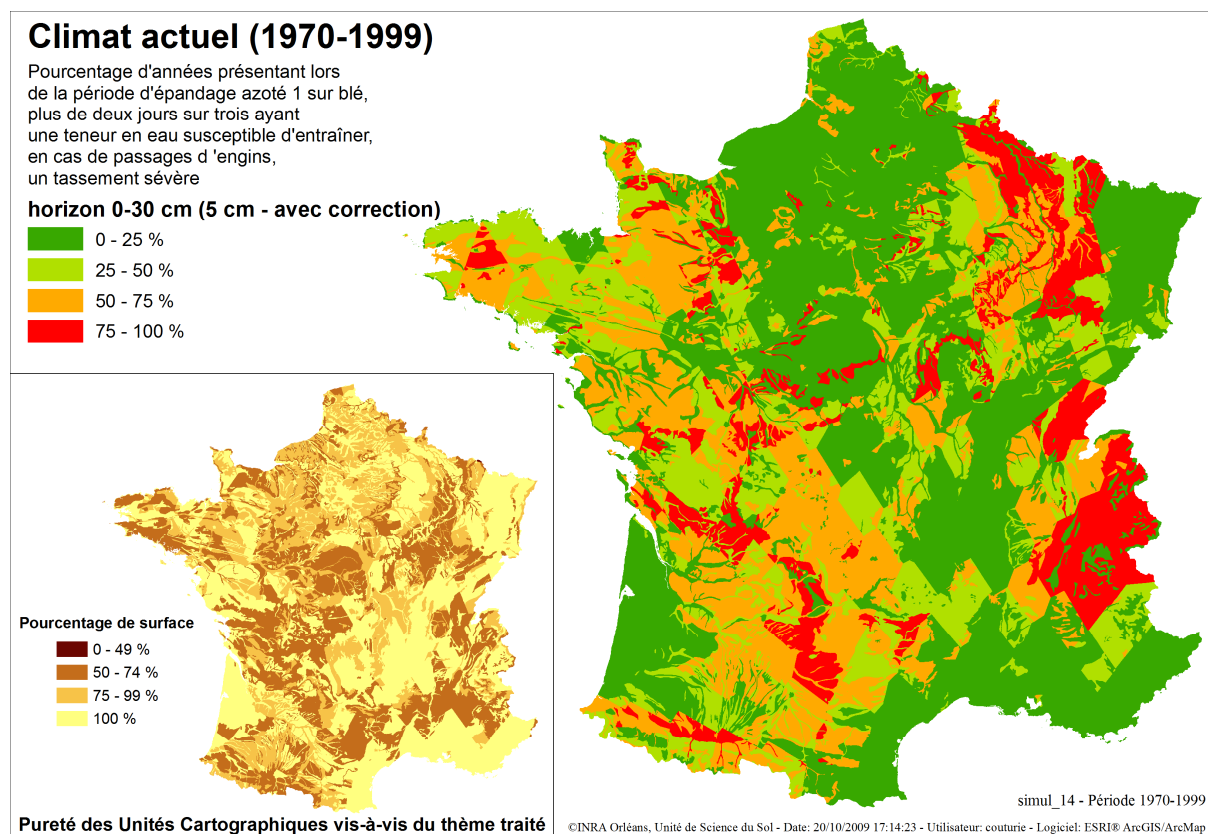 Climat actuel (1970-1999)
Pourcentage d'années présentant lors
de la période d'épandage azoté 1 sur blé,
plus de deux jours sur trois ayant
une teneur en eau susceptible d'entraîner,
en cas de passages d 'engins,
un tassement sévère
horizon 0-30 cm (5 cm - avec correction)
0 - 25 %
25 - 50 %
50 - 75 %
75 - 100 %
Pourcentage de surface
0 - 49 %
50 - 74 %
75 - 99 %
100 %
Pureté des Unités Cartographiques vis-à-vis du thème traité
simul_14 - Période 1970-1999
©INRA Orléans, Unité de Science du Sol - Date: 20/10/2009 17:14:23 - Utilisateur: couturie - Logiciel: ESRI® ArcGIS/ArcMap